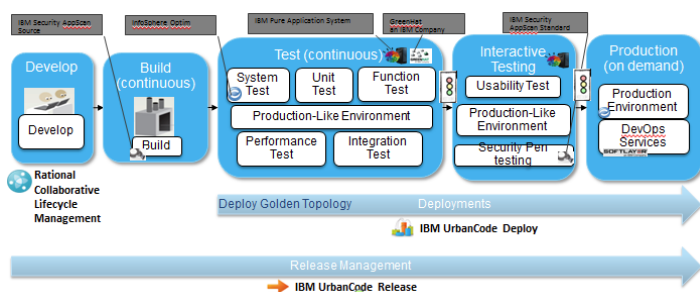 IBM Security AppScan
Source
InfoSphere Optim
IBM Pure Application System
GreenHat
an IBM Company
IBM Security
AppScan Standard
Develop
Develop
Build
(continuous)
Build
Test (continuous)
System
Test
Unit
Test
Function
Test
Production-Like Environment
Performance
Test
Integration
Test
Interactive
Testing
Usability Test
Production-Like
Environment
Security Pen
testing
Production
(on demand)
Production
Environment
DevOps
Services
SOFTLAYER
Rational
Collaborative
Lifecycle
Management
Deploy Golden Topology
Deployments
IBM UrbanCode Deploy
Release Management
IBM UrbanCode Release